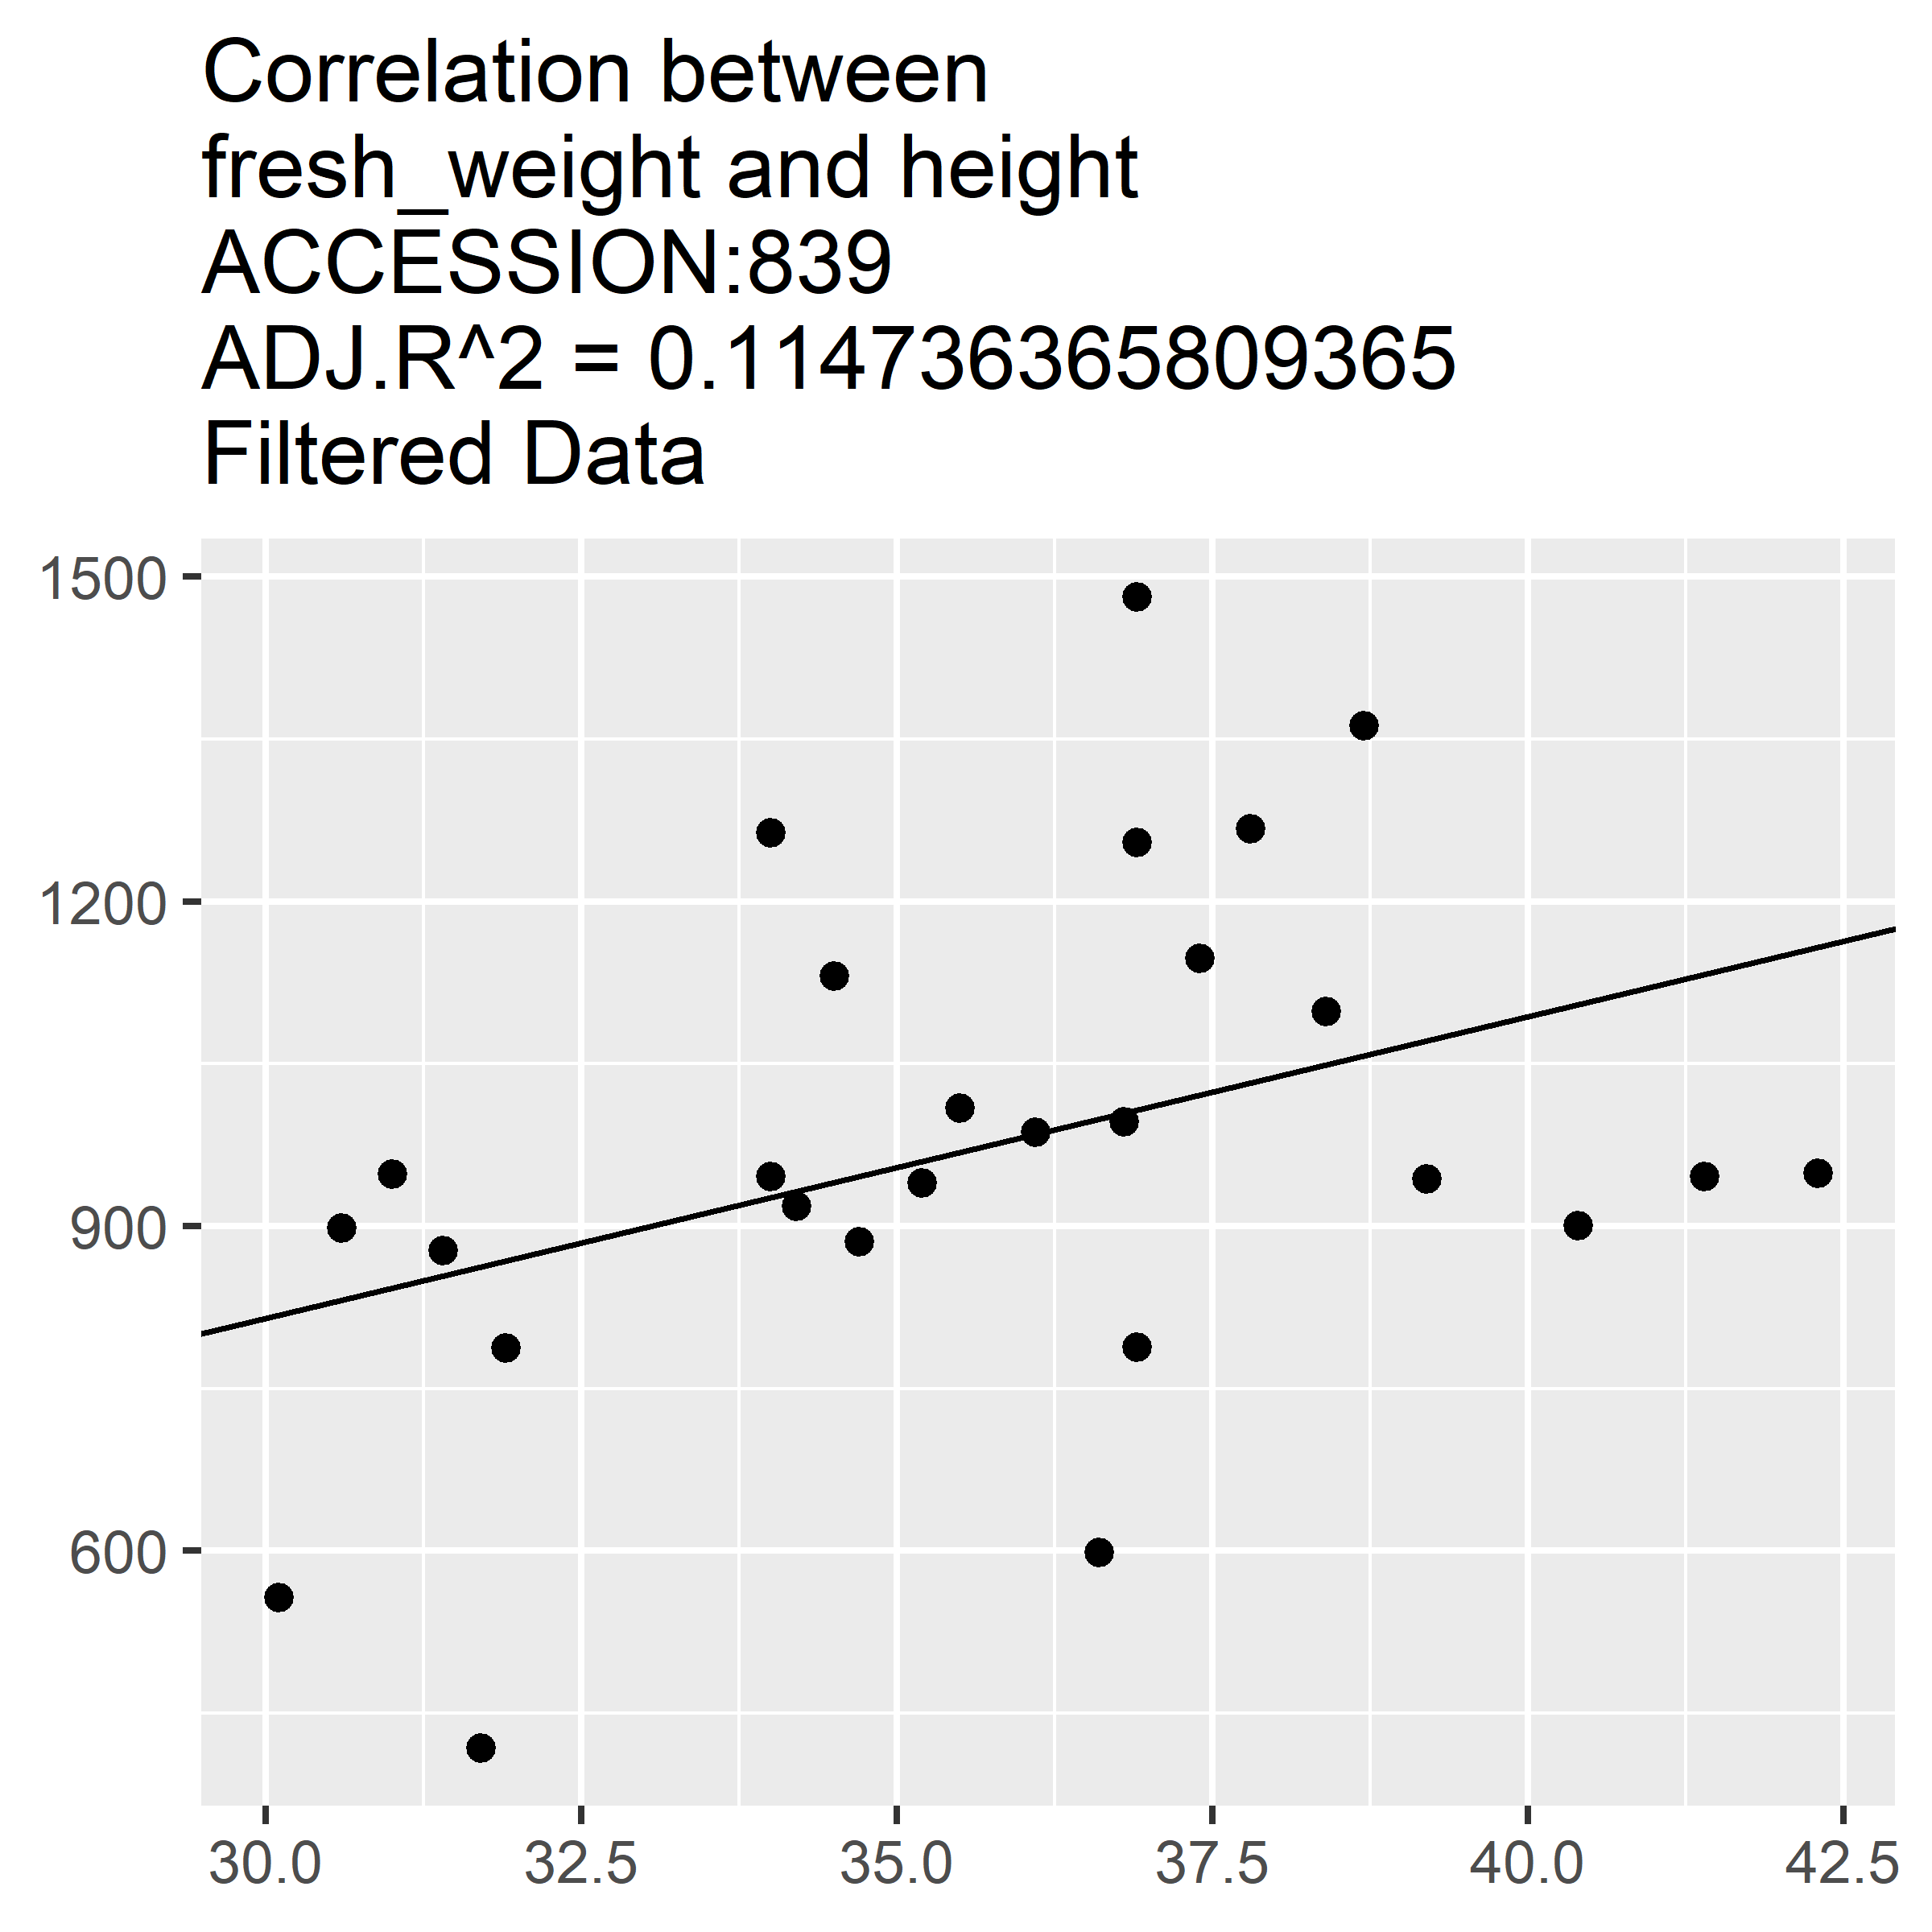 Correlation between
fresh_weight and height
ACCESSION:839
ADJ.R^2 = 0.114736365809365
Filtered Data
1500
1200
900
600
30.0 32.5 35.0 37.5 40.0 42.5